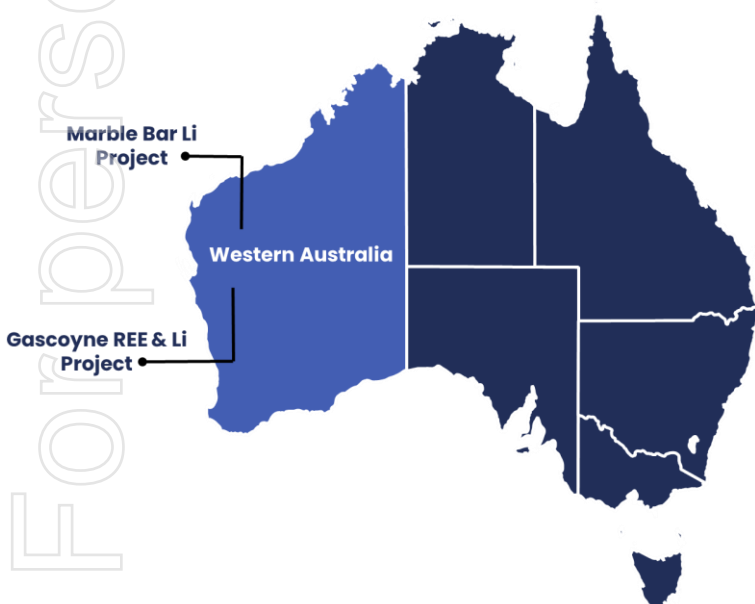 Marble Bar Li
Project
Western Australia
Gascoyne REE & Li
Project
For perso